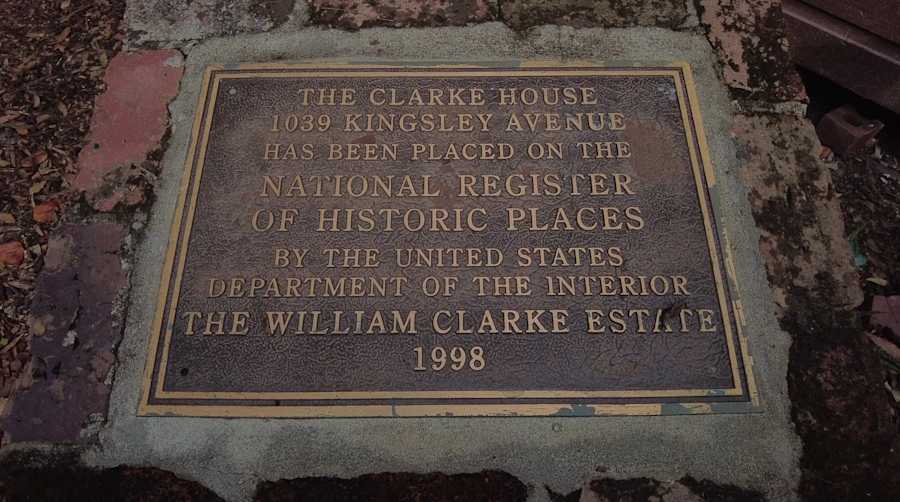 THE CLARKE HOUSE
1039 KINGSLEY AVENUE
HAS BEEN PLACED ON THE
NATIONAL REGISTER
OF HISTORIC PLACES
BY THE UNITED STATES
DEPARTMENT OF THE INTERIOR
THE WILLIAM CLARKE ESTATE
1998